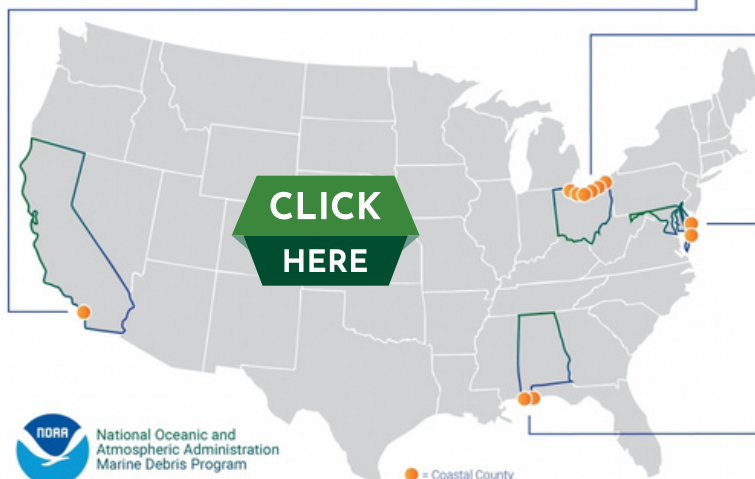 CLICK
HERE
NOAA
National Oceanic and
Atmospheric Administration
Marine Debris Program
= Coastal County